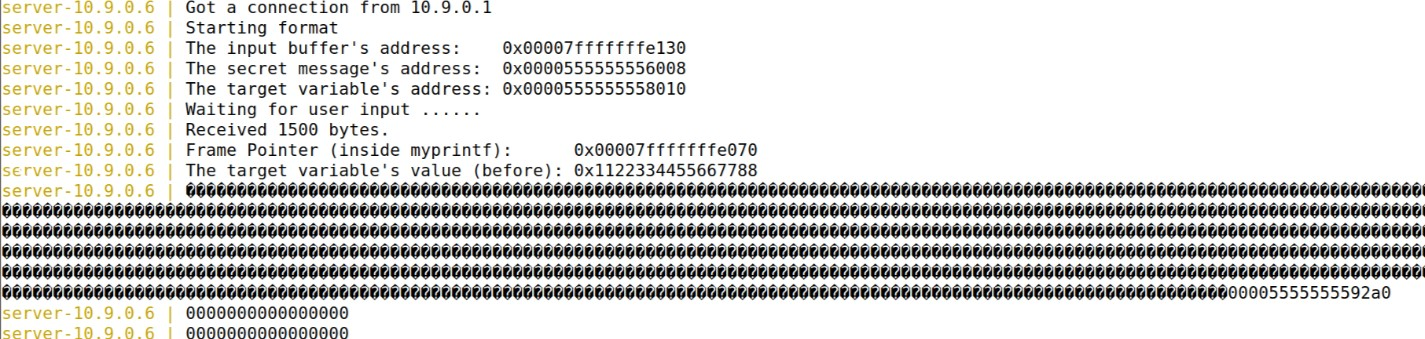 server-10.9.0.6 | Got a connection from 10.9.0.1
server-10.9.0.6 | Starting format
server-10.9.0.6 | The input buffer's address:    0x00007fffffffe130
server-10.9.0.6 | The secret message's address:  0x0000555555556008
server-10.9.0.6 | The target variable's address: 0x0000555555558010
server-10.9.0.6 | Waiting for user input ......
server-10.9.0.6 | Received 1500 bytes.
server-10.9.0.6 | Frame Pointer (inside myprintf):      0x00007fffffffe070
server-10.9.0.6 | The target variable's value (before): 0x1122334455667788
server-10.9.0.6 |
00005555555592a0
server-10.9.0.6 | 0000000000000000
server-10.9.0.6 | 0000000000000000